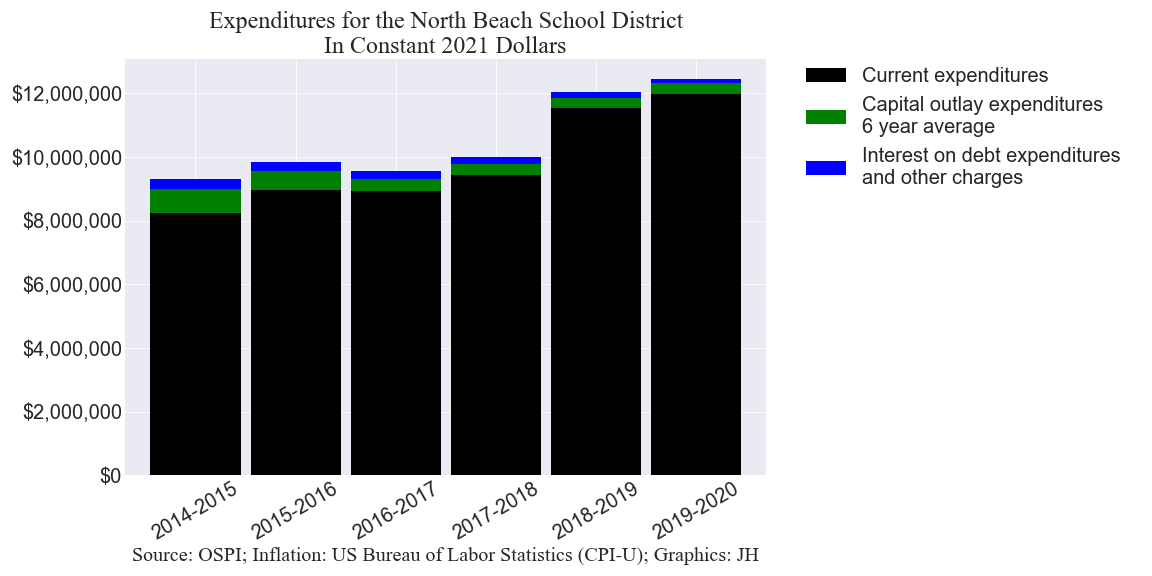 Expenditures for the North Beach School District
In Constant 2021 Dollars
$12,000,000
$10,000,000
$8,000,000
$6,000,000
$4,000,000
$2,000,000
$0
2014-2015
2015-2016
2016-2017
2017-2018
2018-2019
2019-2020
Current expenditures
Capital outlay expenditures
6 year average
Interest on debt expenditures
and other charges
Source: OSPI; Inflation: US Bureau of Labor Statistics (CPI-U); Graphics: JH